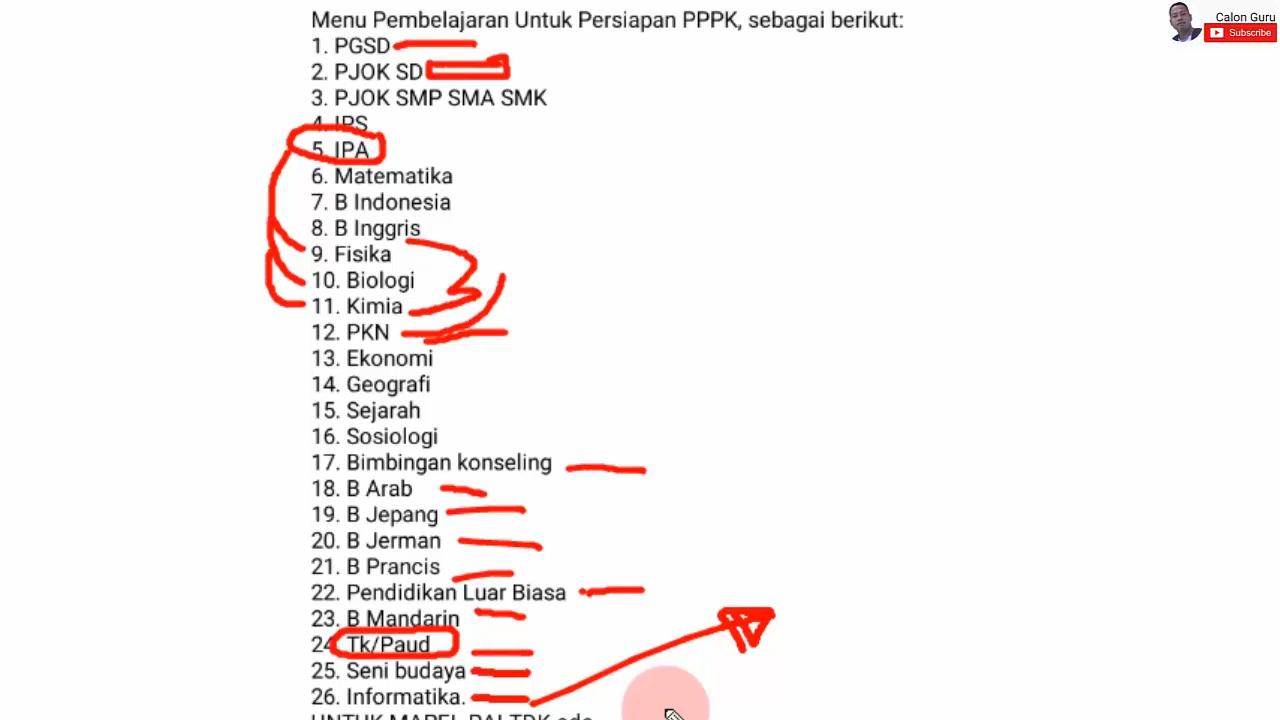 Menu Pembelajaran Untuk Persiapan PPPK, sebagai berikut:
1. PGSD
2. PJOK SD
3. PJOK SMP SMA SMK
4. IPS
5. IPA
6. Matematika
7. B Indonesia
8. B Inggris
9. Fisika
10. Biologi
11. Kimia
12. PKN
13. Ekonomi
14. Geografi
15. Sejarah
16. Sosiologi
17. Bimbingan konseling
18. B Arab
19. B Jepang
20. B Jerman
21. B Prancis
22. Pendidikan Luar Biasa
23. B Mandarin
24 Tk/Paud
25. Seni budaya
26. Informatika.
UNTUK MAPEL
Calon Guru
Subscribe